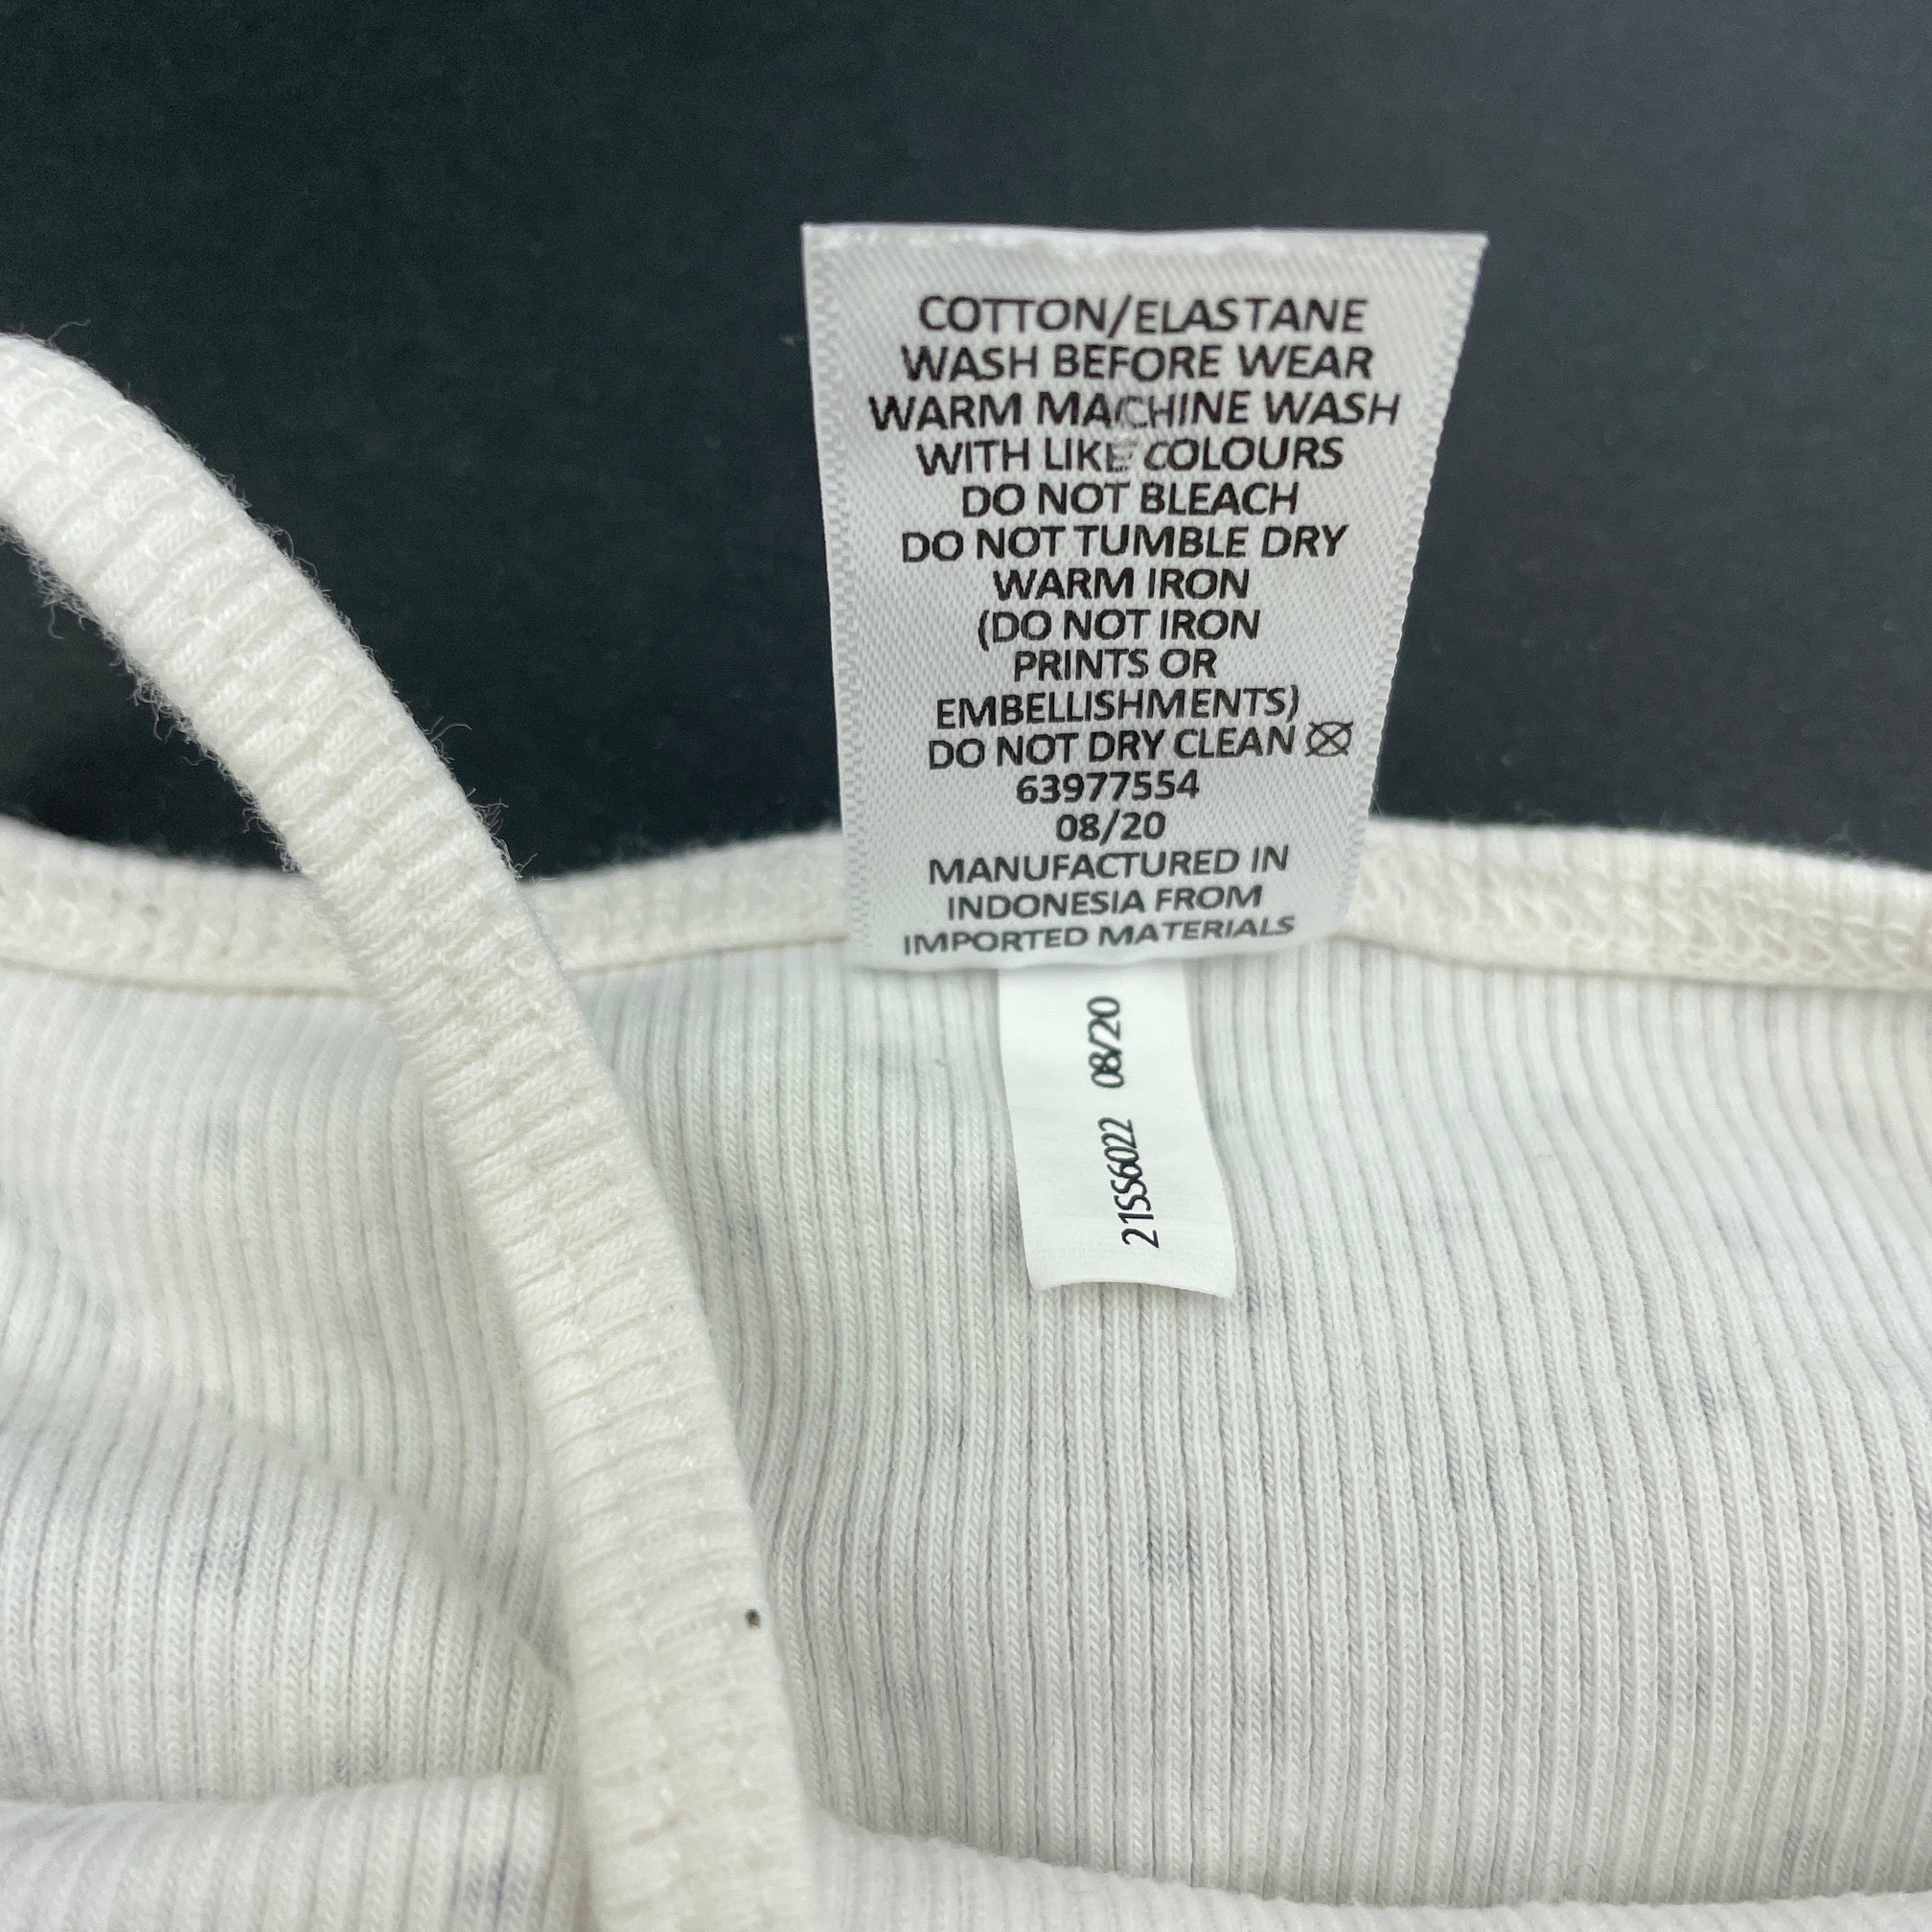 COTTON/ELASTANE
WASH BEFORE WEAR
WARM MACHINE WASH
WITH LIKE COLOURS
DO NOT BLEACH
DO NOT TUMBLE DRY
WARM IRON
(DO NOT IRON
PRINTS OR
EMBELLISHMENTS)
DO NOT DRY CLEAN
63977554
08/20
MANUFACTURED IN
INDONESIA FROM
IMPORTED MATERIALS
21SS6022 08/20